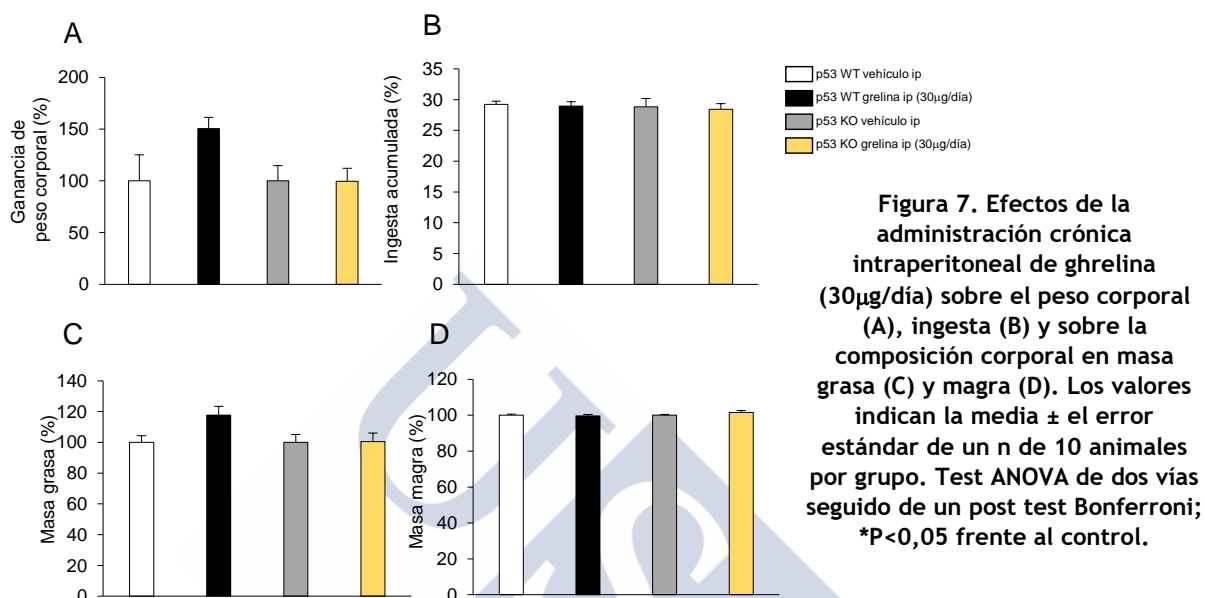 A
Ganancia de
peso corporal (%)
200
150
100
50
0
B
Ingesta acumulada (%)
35
30
25
20
15
10
5
0
p53 WT vehículo ip
p53 WT grelina ip (30µg/día)
p53 KO vehículo ip
p53 KO grelina ip (30µg/día)
C
Masa grasa (%)
140
120
100
80
60
40
20
0
D
Masa magra (%)
120
100
80
60
40
20
0
Figura 7. Efectos de la
administración crónica
intraperitoneal de ghrelina
(30µg/día) sobre el peso corporal
(A), ingesta (B) y sobre la
composición corporal en masa
grasa (C) y magra (D). Los valores
indican la media ± el error
estándar de un n de 10 animales
por grupo. Test ANOVA de dos vías
seguido de un post test Bonferroni;
*P<0,05 frente al control.